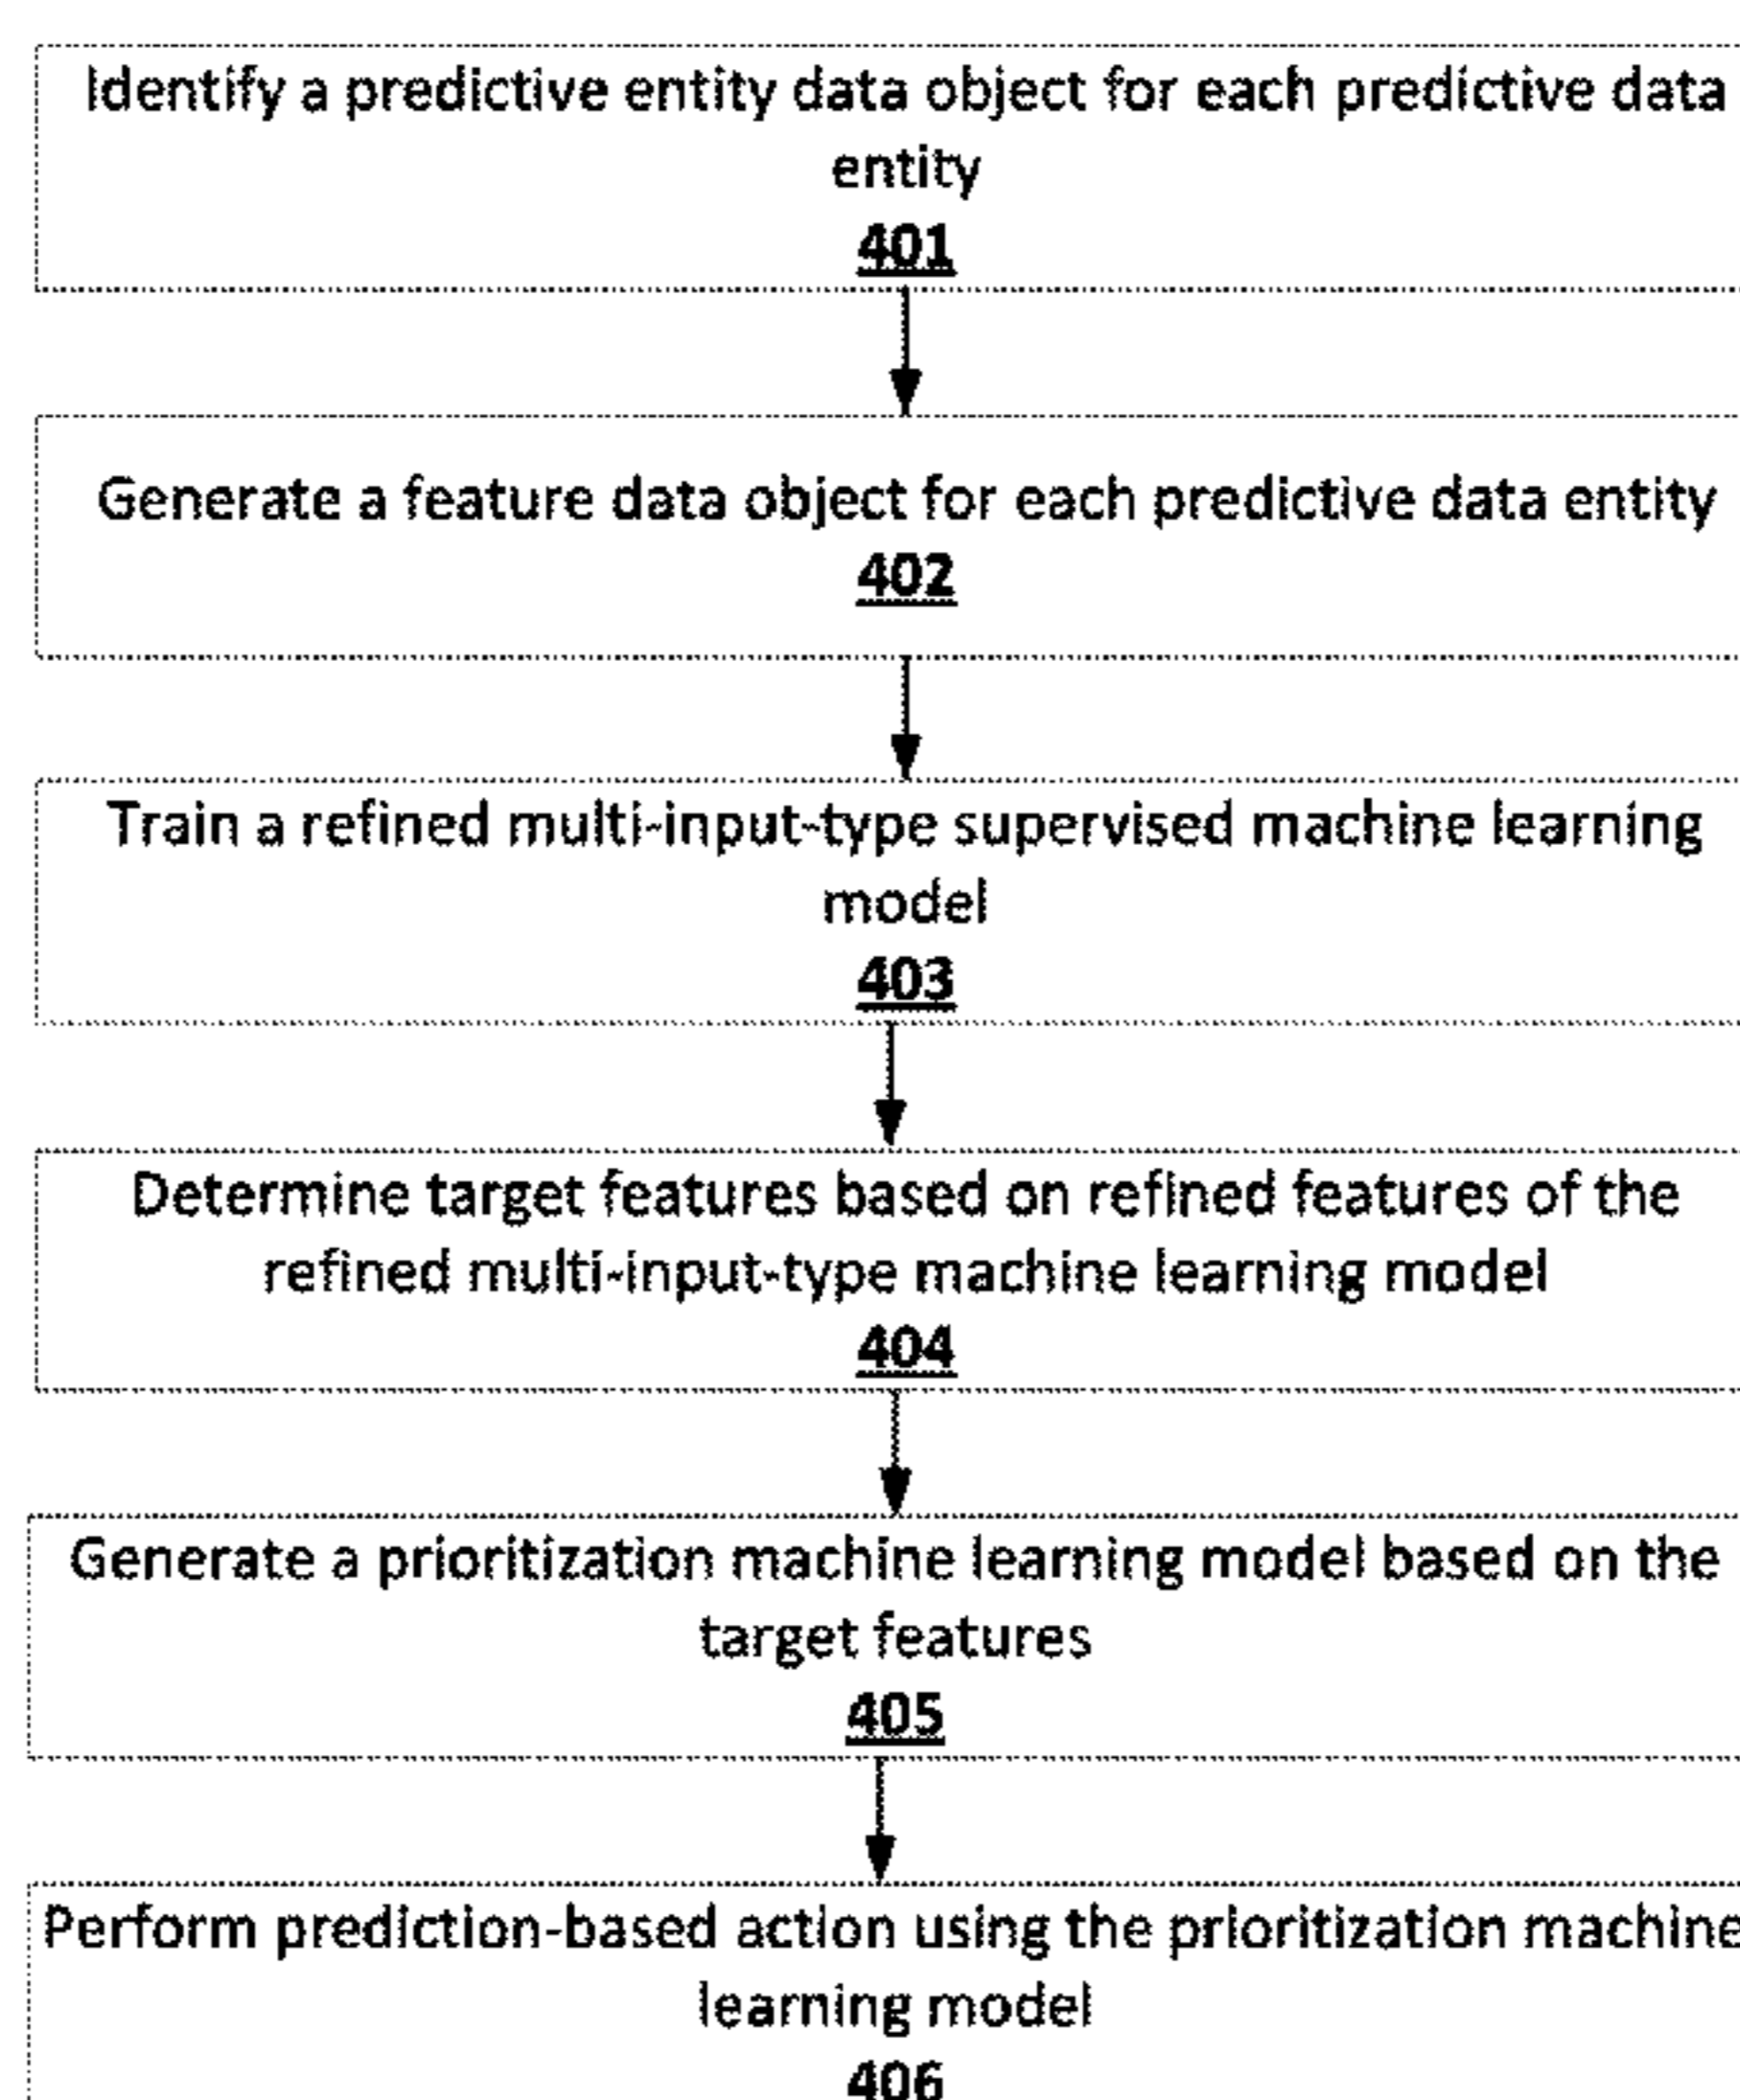 Identify a predictive entity data object for each predictive data
entity
401
Generate a feature data object for each predictive data entity
402
Train a refined multi-input-type supervised machine learning
model
403
Determine target features based on refined features of the
refined multi-input-type machine learning model
404
Generate a prioritization machine learning model based on the
target features
405
Perform prediction-based action using the prioritization machine
learning model
406